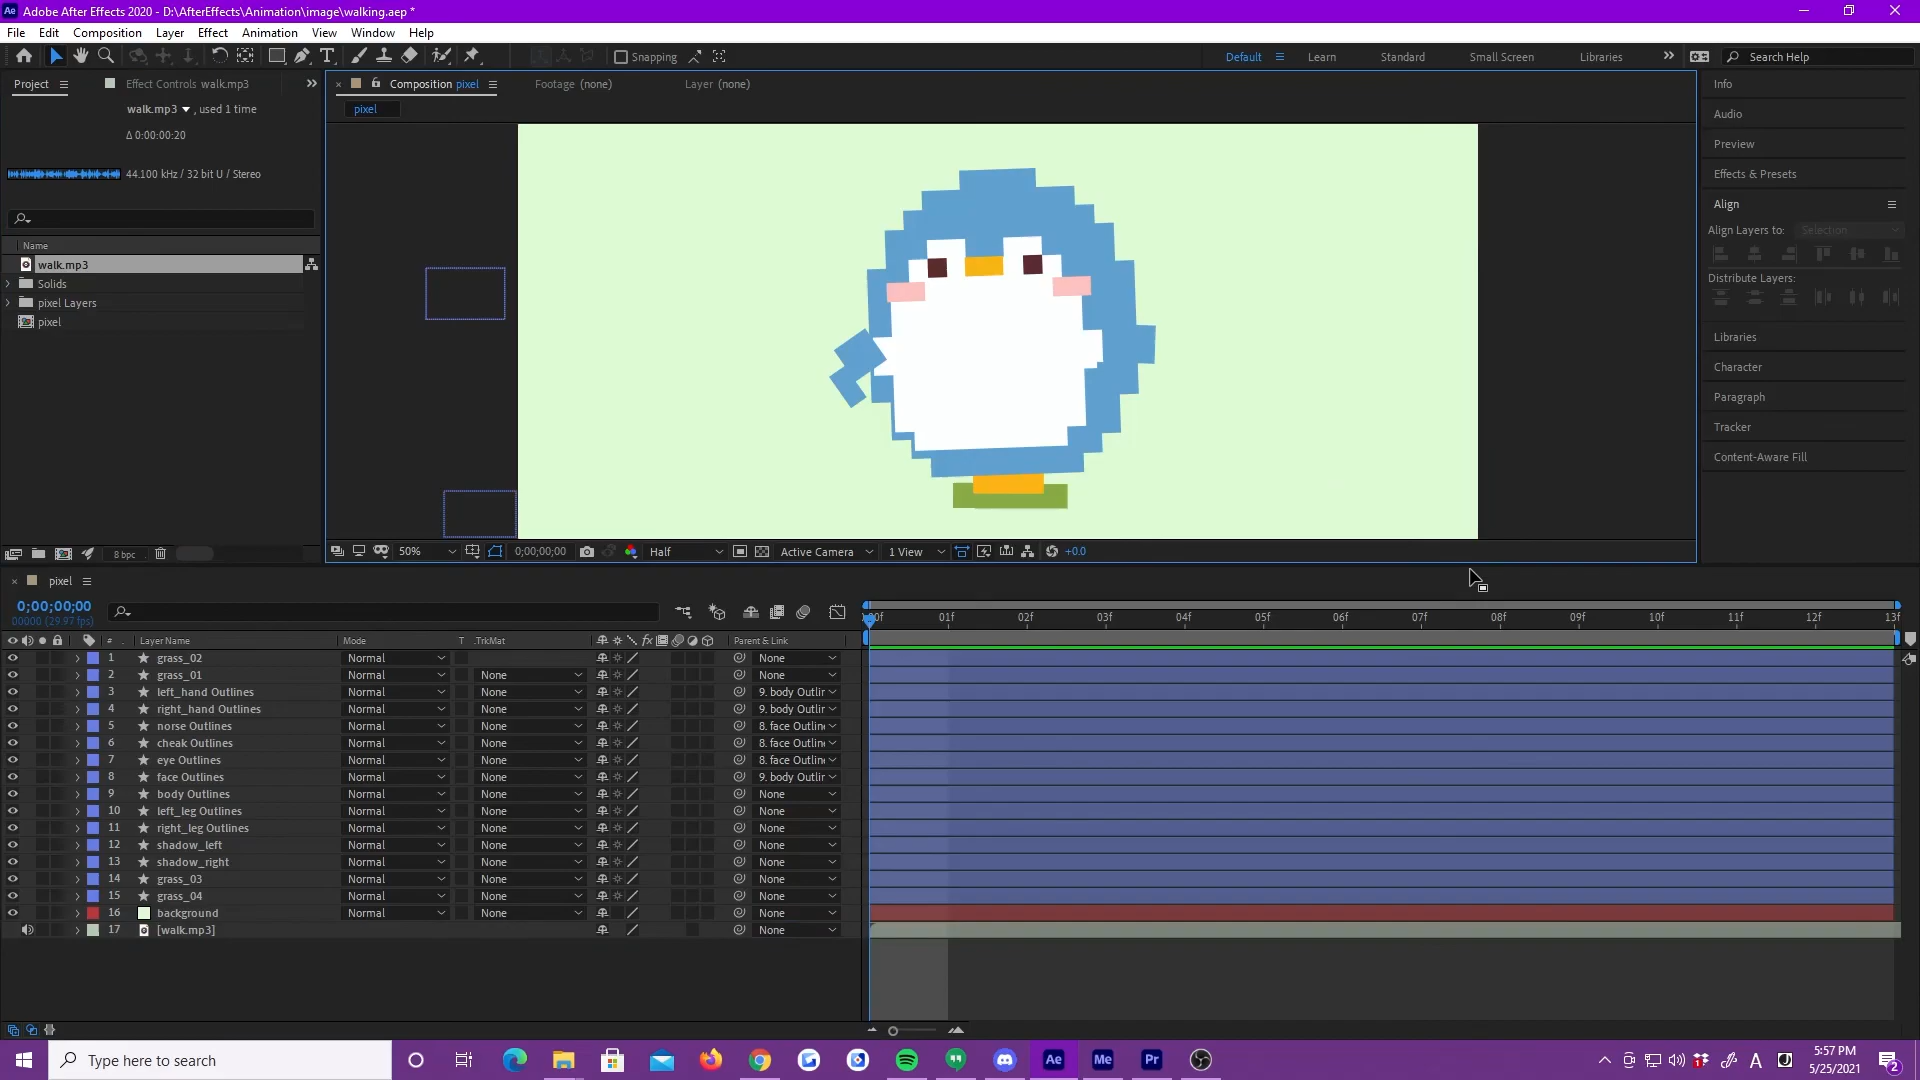 Ae Adobe After Effects 2020 - D:\AfterEffects\Animation\image\walking.aep *
File Edit Composition Layer Effect Animation View Window Help
Snapping Default Learn Standard Small Screen Libraries Search Help
Project Effect Controls walk.mp3
walk.mp3 , used 1 time
Δ 0:00:00:20
44.100 kHz / 32 bit U / Stereo
Name
walk.mp3
Solids
pixel Layers
pixel
8 bpc
Composition pixel Footage (none) Layer (none)
pixel
50% 0;00;00;00 Half Active Camera 1 View +0.0
Info
Audio
Preview
Effects & Presets
Align
Align Layers to: Selection
Distribute Layers:
Libraries
Character
Paragraph
Tracker
Content-Aware Fill
pixel
0;00;00;00
00000 (29.97 fps)
00f 01f 02f 03f 04f 05f 06f 07f 08f 09f 10f 11f 12f 13f
# Layer Name Mode T .TrkMat fx Parent & Link
1 grass_02 Normal None
2 grass_01 Normal None None
3 left_hand Outlines Normal None 9. body Outlin
4 right_hand Outlines Normal None 9. body Outlin
5 norse Outlines Normal None 8. face Outline
6 cheak Outlines Normal None 8. face Outline
7 eye Outlines Normal None 8. face Outline
8 face Outlines Normal None 9. body Outlin
9 body Outlines Normal None None
10 left_leg Outlines Normal None None
11 right_leg Outlines Normal None None
12 shadow_left Normal None None
13 shadow_right Normal None None
14 grass_03 Normal None None
15 grass_04 Normal None None
16 background Normal None None
17 [walk.mp3] None
Type here to search
Ae Me Pr
A
5:57 PM
5/25/2021
2